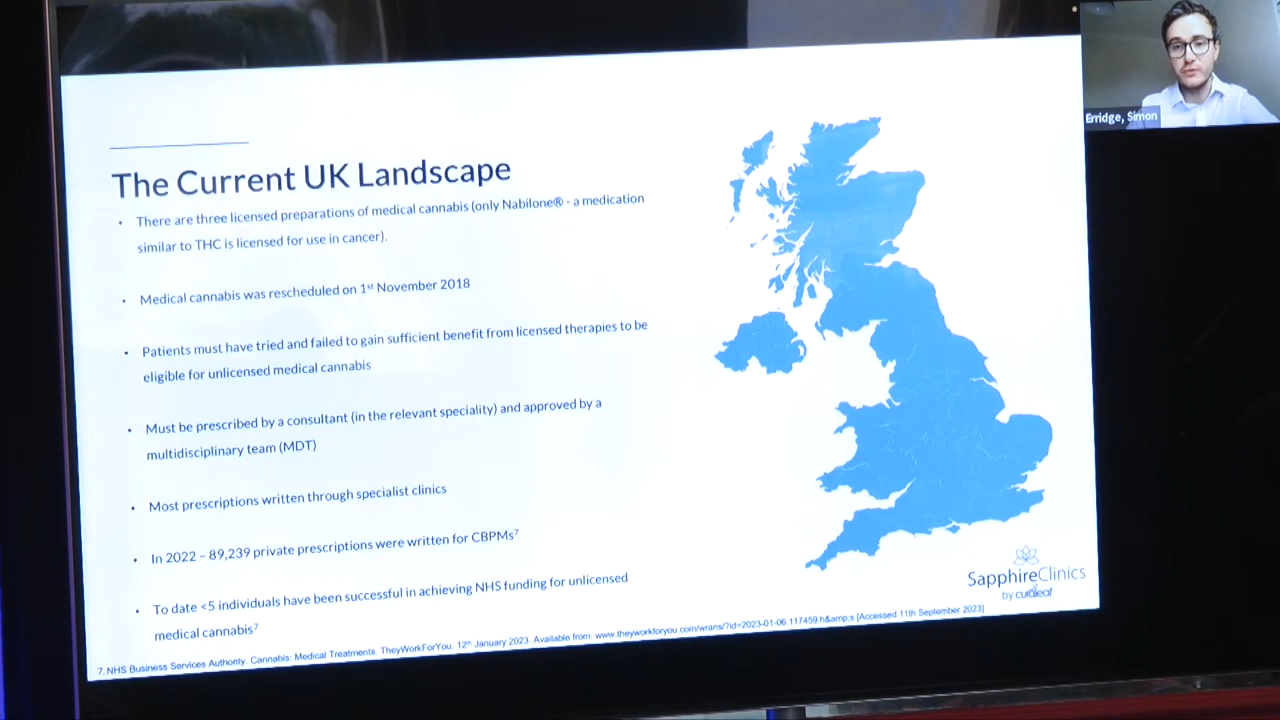 Erridge, Simon
The Current UK Landscape
• There are three licensed preparations of medical cannabis (only Nabilone® - a medication
similar to THC is licensed for use in cancer).
• Medical cannabis was rescheduled on 1st November 2018
• Patients must have tried and failed to gain sufficient benefit from licensed therapies to be
eligible for unlicensed medical cannabis
• Must be prescribed by a consultant (in the relevant speciality) and approved by a
multidisciplinary team (MDT)
• Most prescriptions written through specialist clinics
• In 2022 – 89,239 private prescriptions were written for CBPMs7
• To date <5 individuals have been successful in achieving NHS funding for unlicensed
medical cannabis7
SapphireClinics
by curaleaf
7. NHS Business Services Authority. Cannabis: Medical Treatments. TheyWorkForYou. 12th January 2023. Available from: www.theyworkforyou.com/wrans/?id=2023-01-06.117459.h&amp;s [Accessed 11th September 2023]